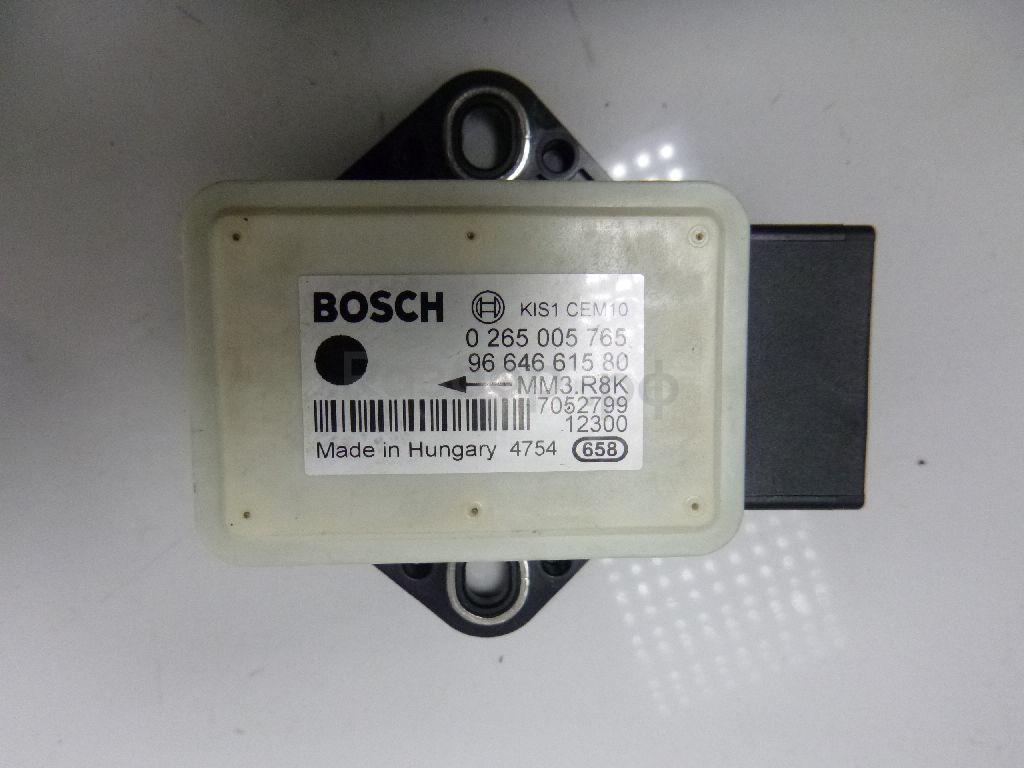 BOSCH KIS1 CEM10
0 265 005 765
96 646 615 80
MM3.R8K
7052799
12300
Made in Hungary 4754 658